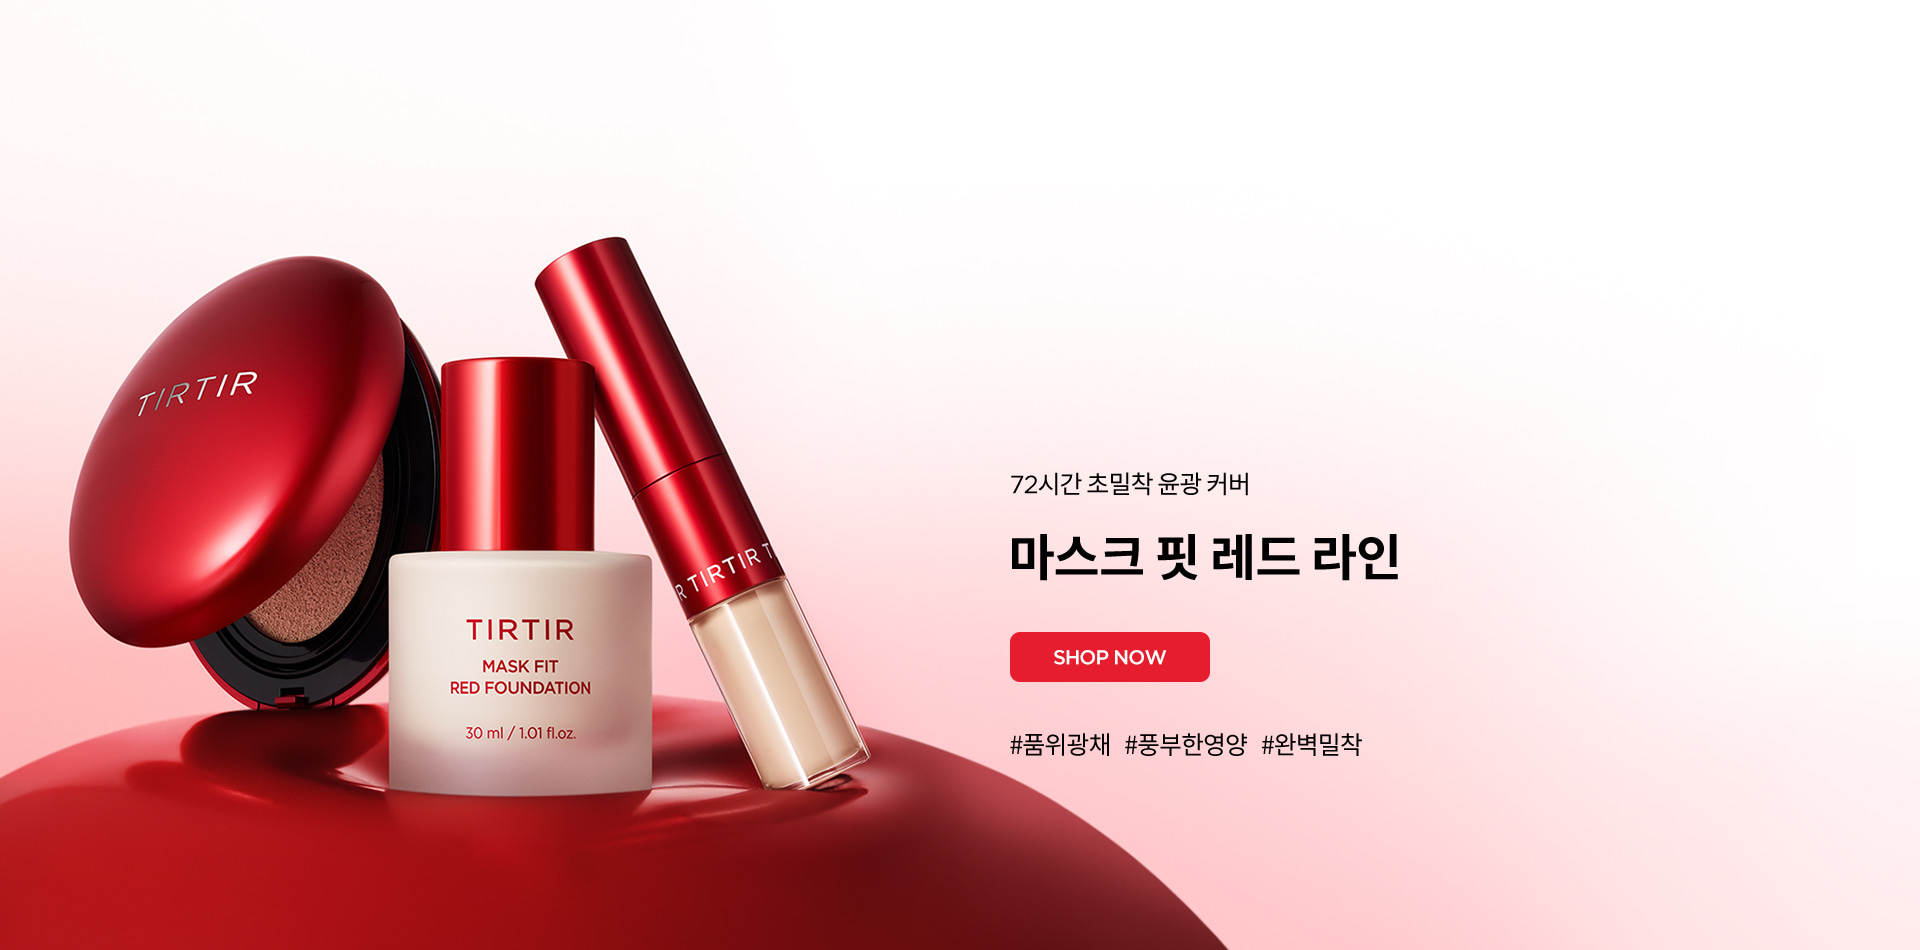 TIRTIR
TIRTIR
MASK FIT
RED FOUNDATION
30 ml / 1.01 fl.oz.
R TIRTIR T
72시간 초밀착 윤광 커버
마스크 핏 레드 라인
SHOP NOW
#품위광채 #풍부한영양 #완벽밀착